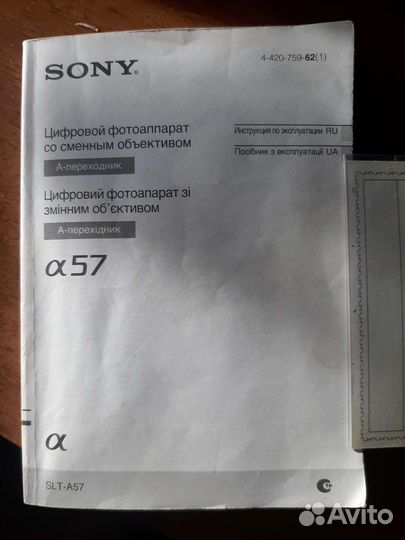 4-420-759-62(1)
SONY®
Цифровой фотоаппарат
со сменным объективом
А-переходник
Инструкция по эксплуатации RU
Посібник з експлуатації UA
Цифровий фотоапарат зі
змінним об'єктивом
А-перехідник
α57
α
SLT-A57
Avito